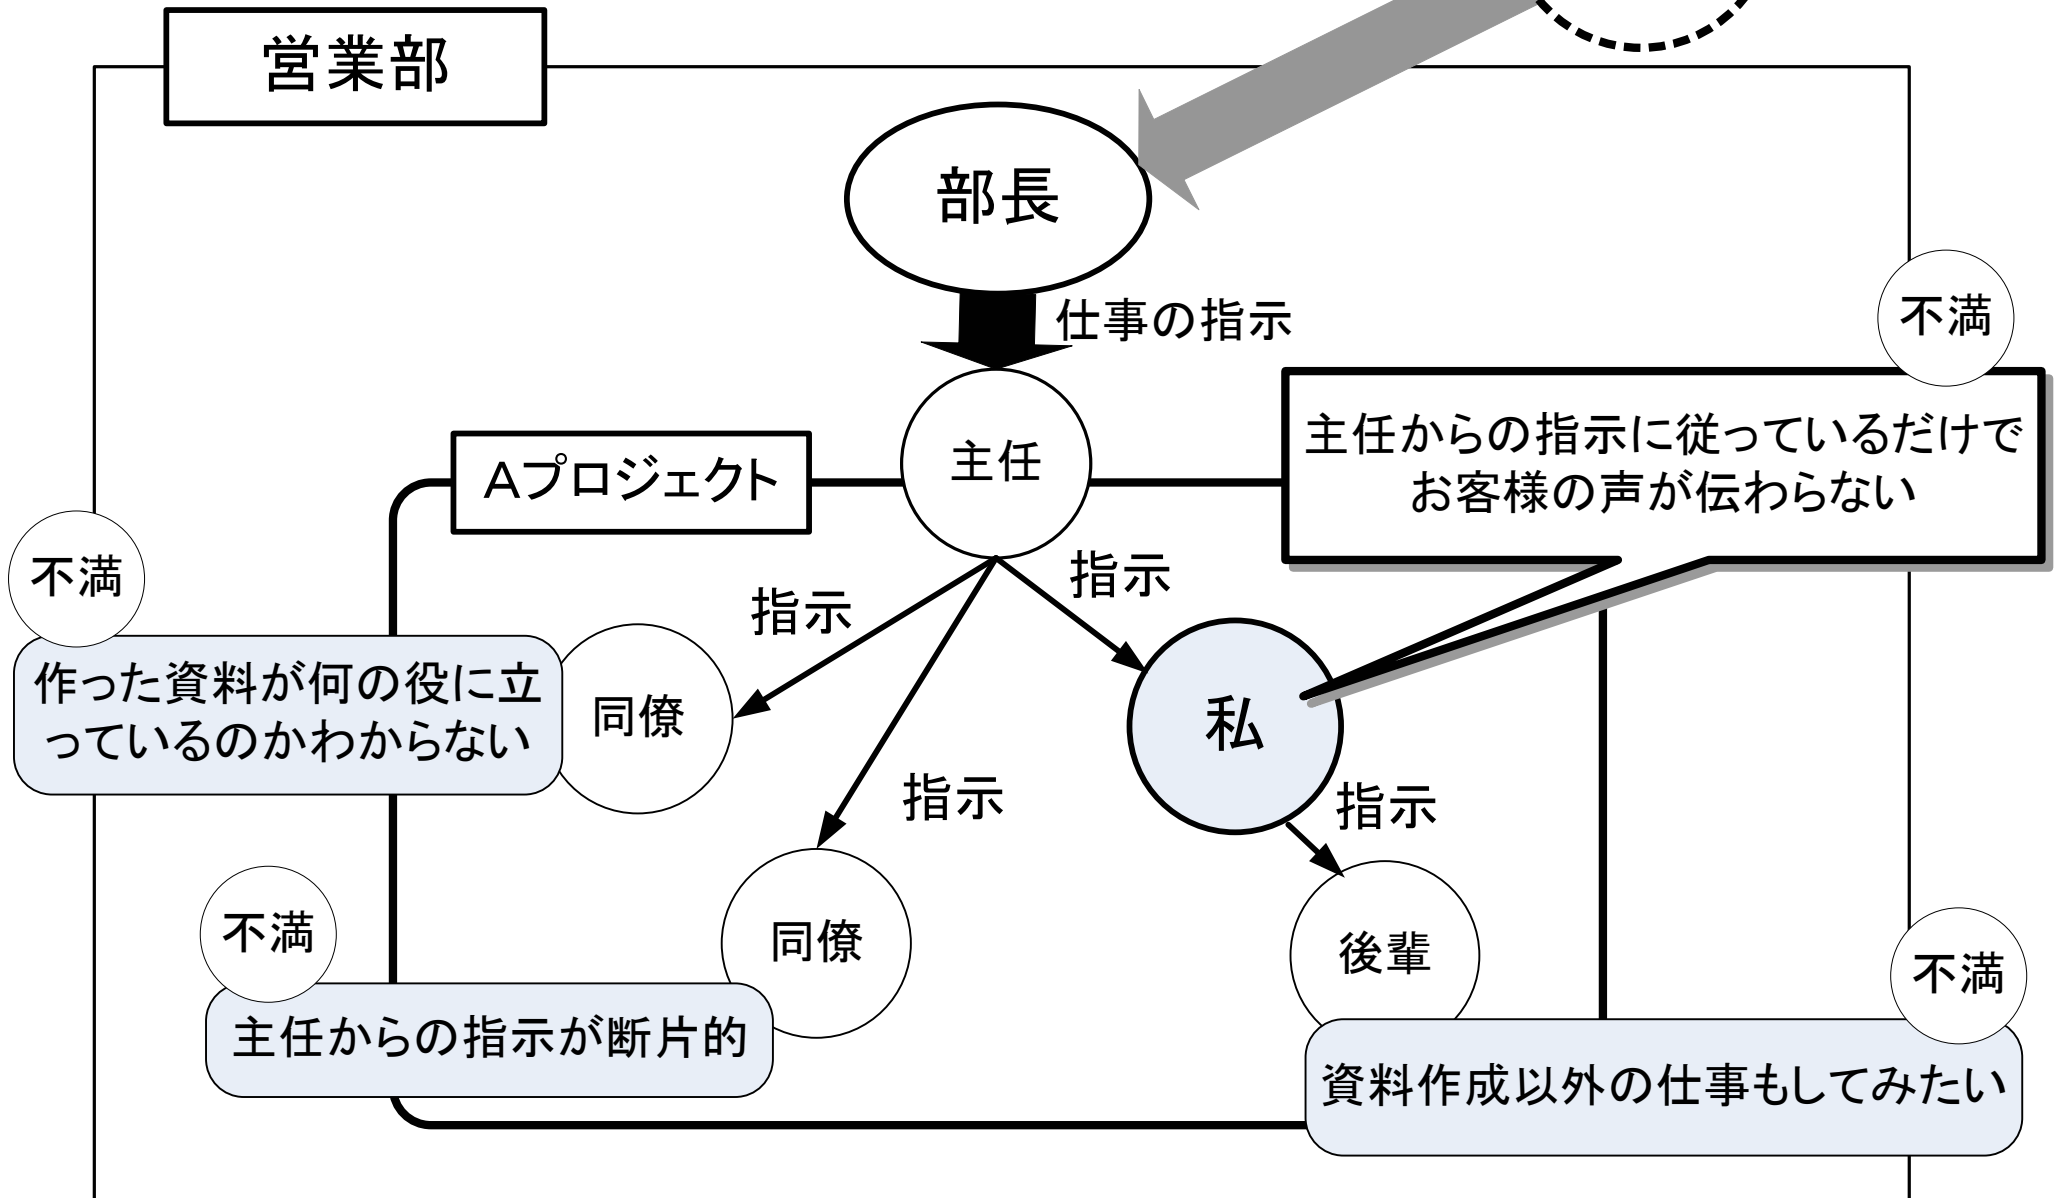 営業部
部長
仕事の指示
不満
主任
Aプロジェクト
主任からの指示に従っているだけで
お客様の声が伝わらない
不満
指示
指示
作った資料が何の役に立
っているのかわからない
同僚
私
指示
指示
不満
同僚
後輩
不満
主任からの指示が断片的
資料作成以外の仕事もしてみたい